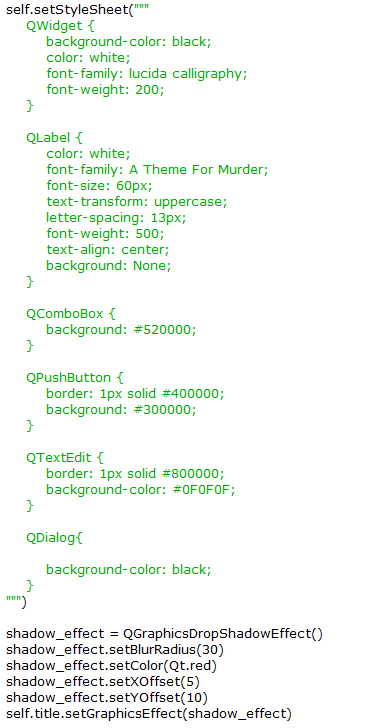 self.setStyleSheet("""
QWidget {
background-color: black;
color: white;
font-family: lucida calligraphy;
font-weight: 200;
}
QLabel {
color: white;
font-family: A Theme For Murder;
font-size: 60px;
text-transform: uppercase;
letter-spacing: 13px;
font-weight: 500;
text-align: center;
background: None;
}
QComboBox {
background: #520000;
}
QPushButton {
border: 1px solid #400000;
background: #300000;
}
QTextEdit {
border: 1px solid #800000;
background-color: #0F0F0F;
}
QDialog{
background-color: black;
}
""")
shadow_effect = QGraphicsDropShadowEffect()
shadow_effect.setBlurRadius(30)
shadow_effect.setColor(Qt.red)
shadow_effect.setXOffset(5)
shadow_effect.setYOffset(10)
self.title.setGraphicsEffect(shadow_effect)